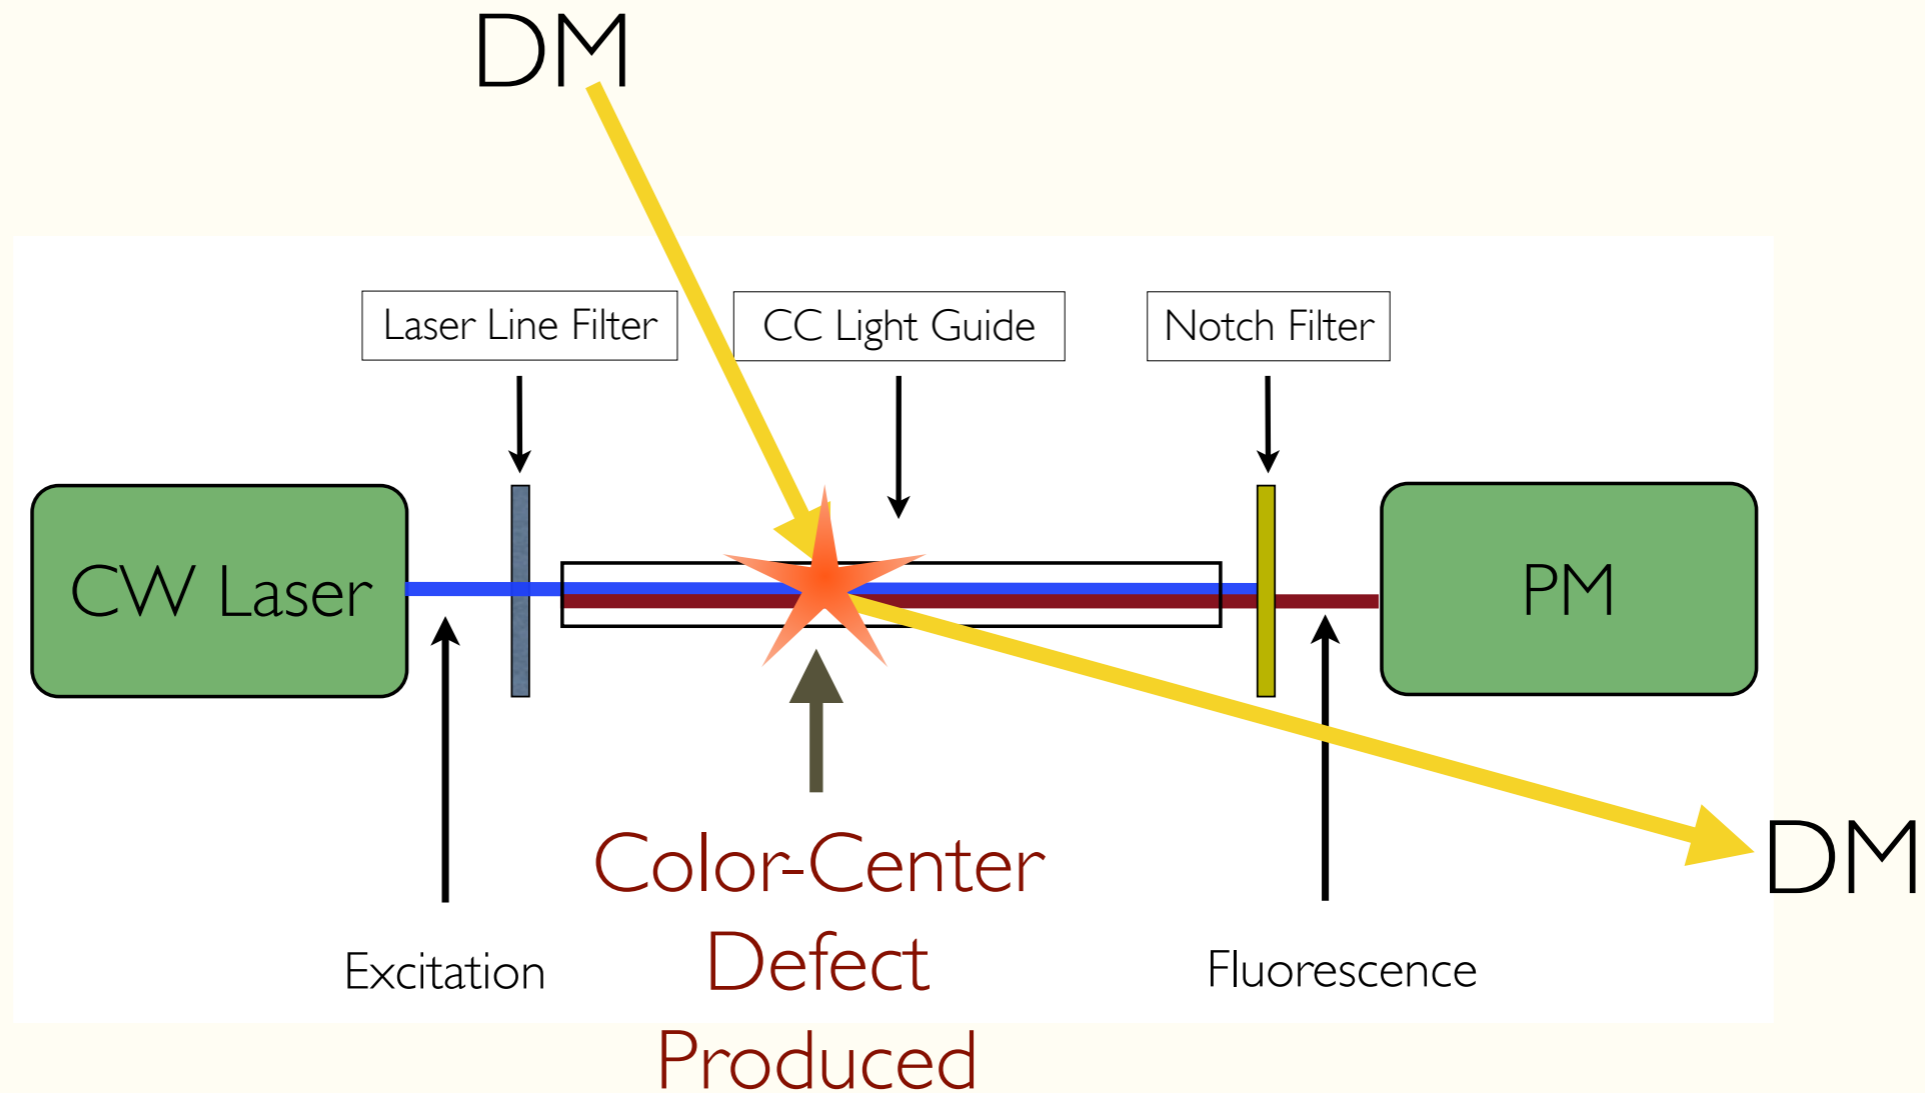 DM
Laser Line Filter
CC Light Guide
Notch Filter
CW Laser
PM
DM
Color-Center
Defect
Produced
Excitation
Fluorescence